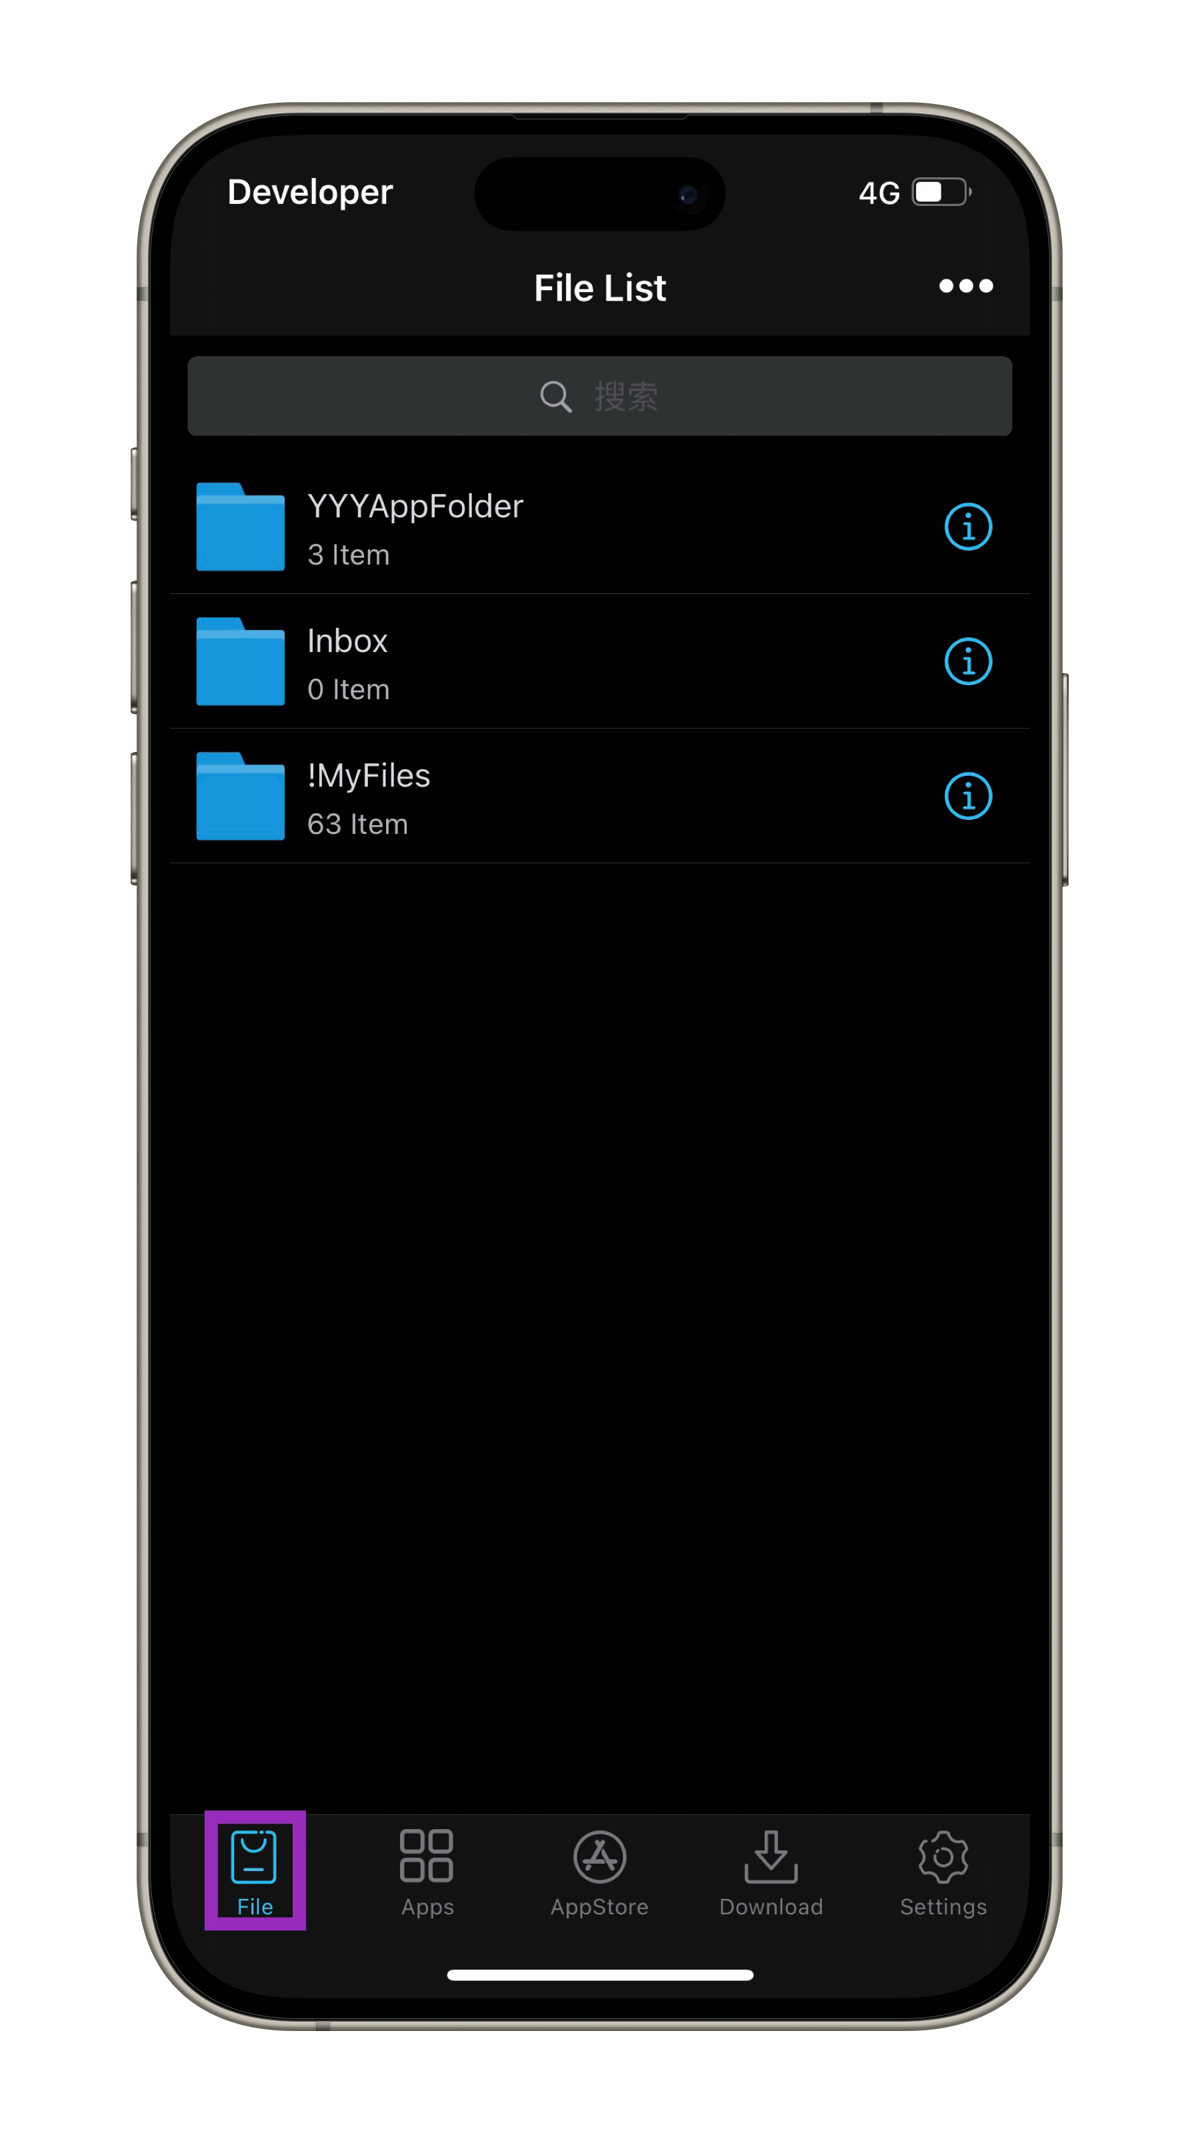 Developer
4G
File List
搜索
YYYAppFolder
3 Item
Inbox
0 Item
!MyFiles
63 Item
File
Apps
AppStore
Download
Settings